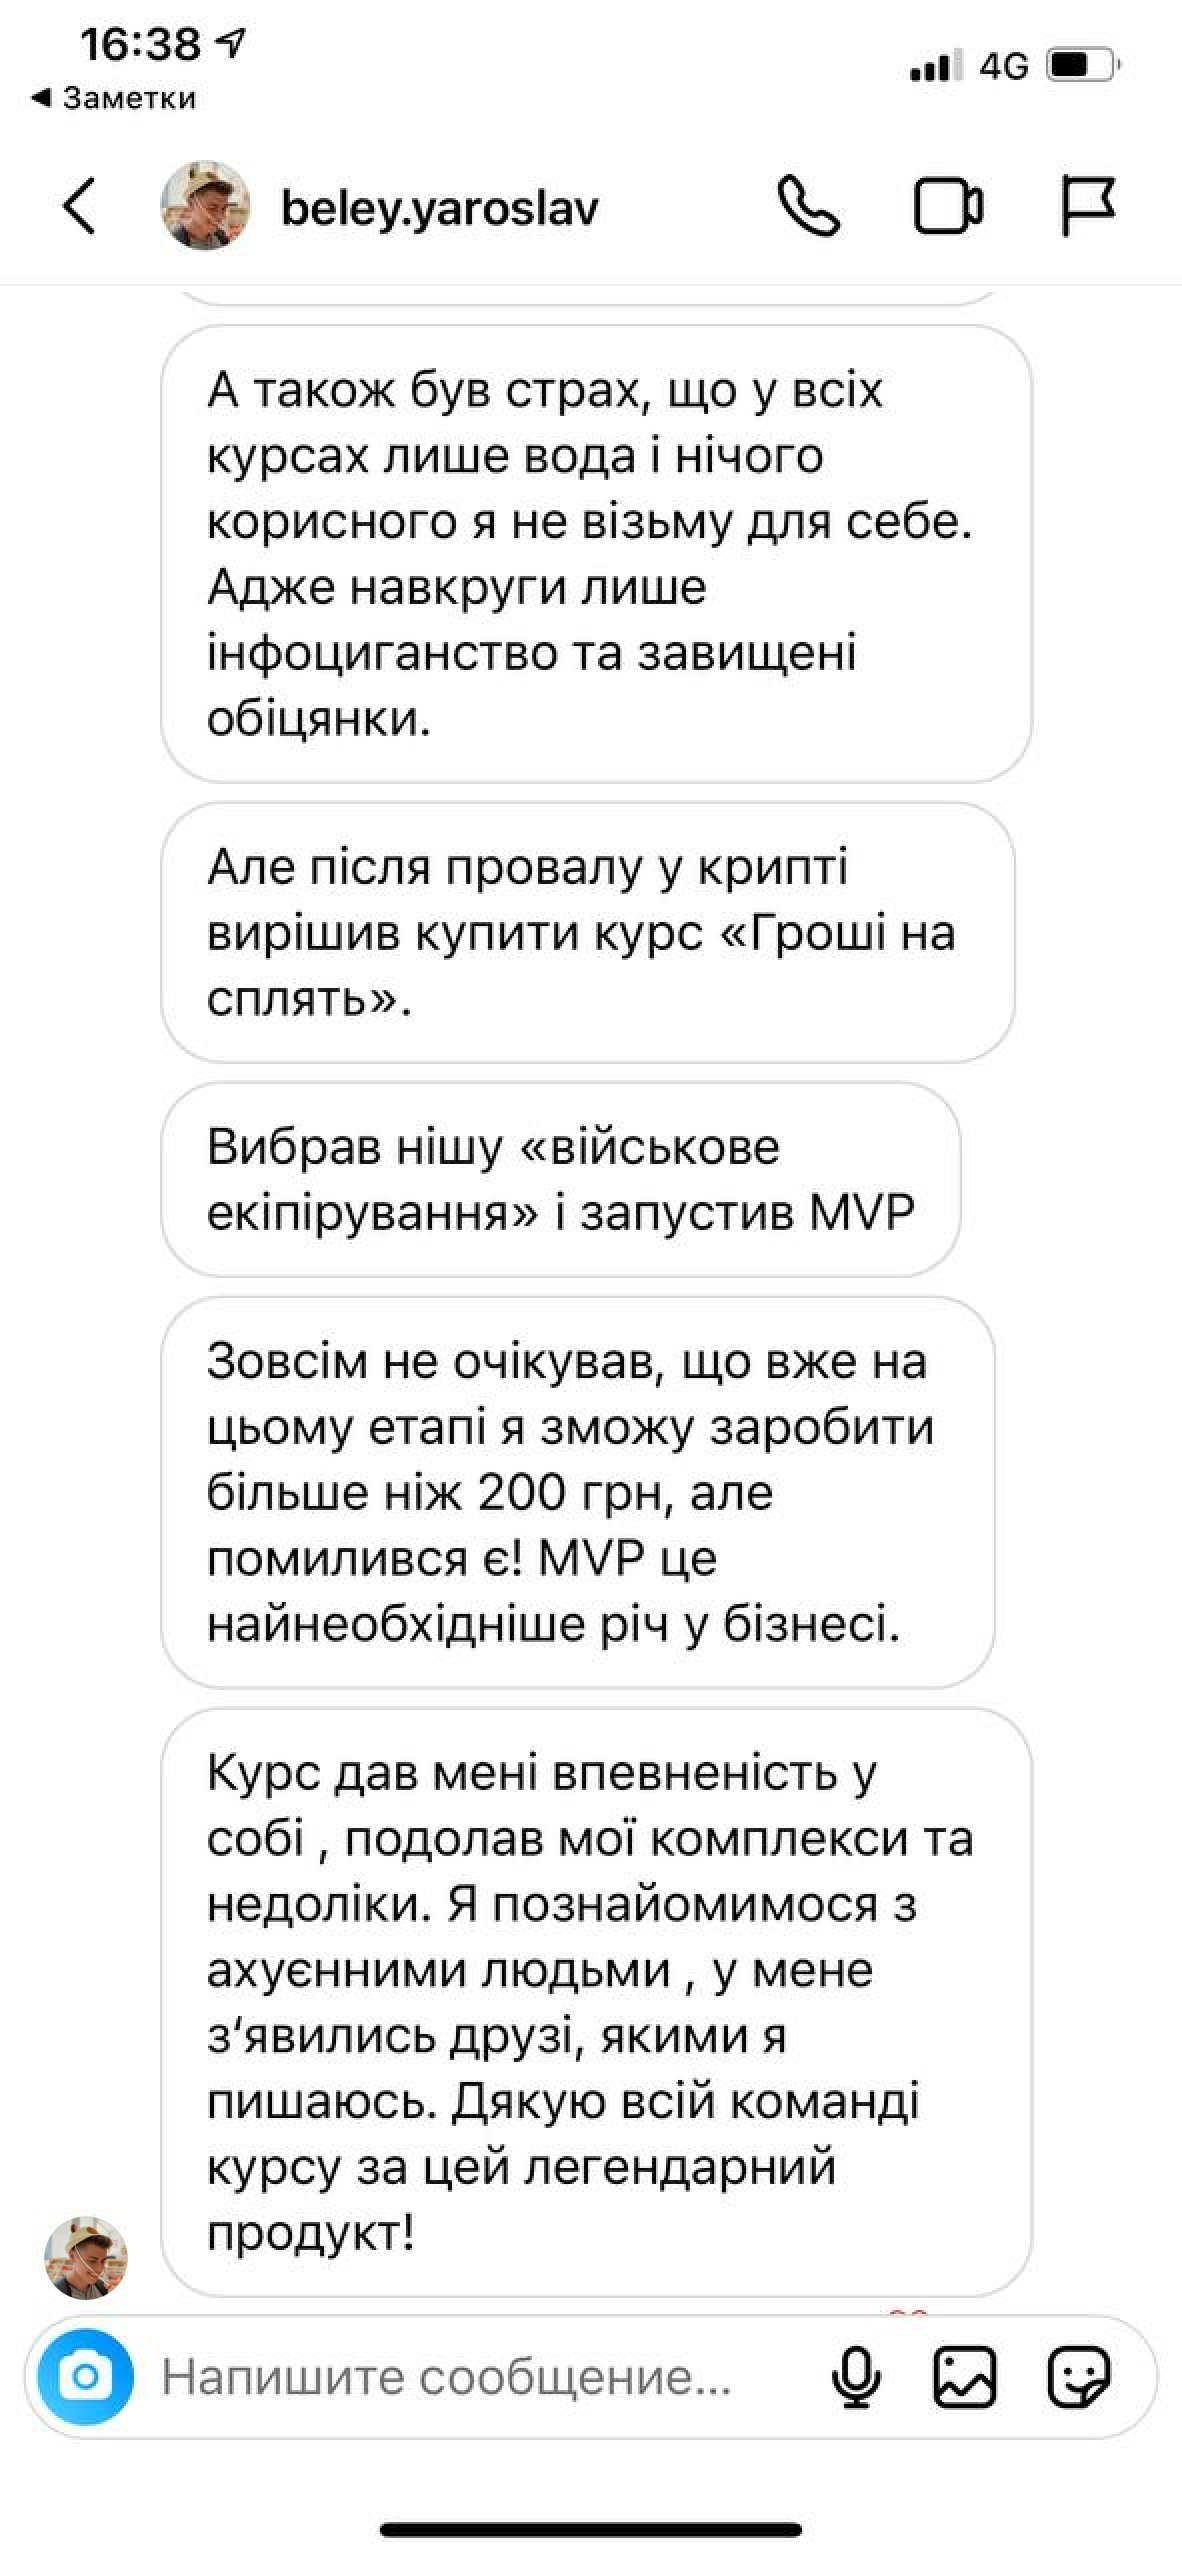 16:38
◀ Заметки
4G
beley.yaroslav
А також був страх, що у всіх
курсах лише вода і нічого
корисного я не візьму для себе.
Адже навкруги лише
інфоциганство та завищені
обіцянки.
Але після провалу у крипті
вирішив купити курс «Гроші на
сплять».
Вибрав нішу «військове
екіпірування» і запустив MVP
Зовсім не очікував, що вже на
цьому етапі я зможу заробити
більше ніж 200 грн, але
помилився є! MVP це
найнеобхідніше річ у бізнесі.
Курс дав мені впевненість у
собі , подолав мої комплекси та
недоліки. Я познайомимося з
ахуєнними людьми , у мене
з‘явились друзі, якими я
пишаюсь. Дякую всій команді
курсу за цей легендарний
продукт!
Напишите сообщение...